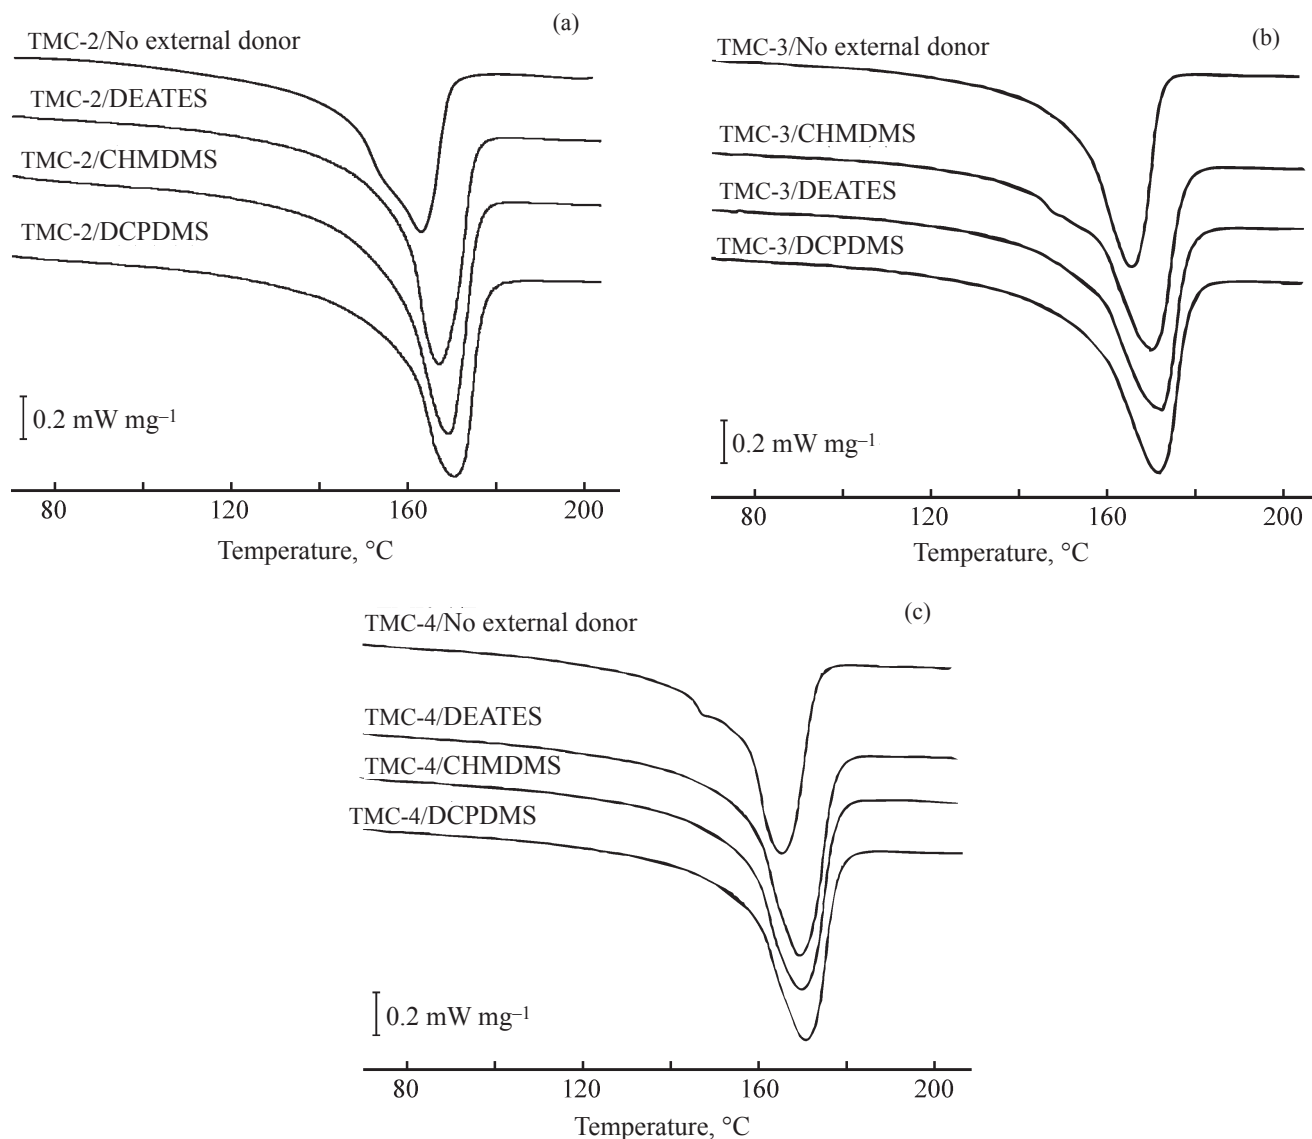 (a)
TMC-2/No external donor
TMC-2/DEATES
TMC-2/CHMDMS
TMC-2/DCPDMS
0.2 mW mg–1
80 120 160 200
Temperature, °C
(b)
TMC-3/No external donor
TMC-3/CHMDMS
TMC-3/DEATES
TMC-3/DCPDMS
0.2 mW mg–1
80 120 160 200
Temperature, °C
(c)
TMC-4/No external donor
TMC-4/DEATES
TMC-4/CHMDMS
TMC-4/DCPDMS
0.2 mW mg–1
80 120 160 200
Temperature, °C